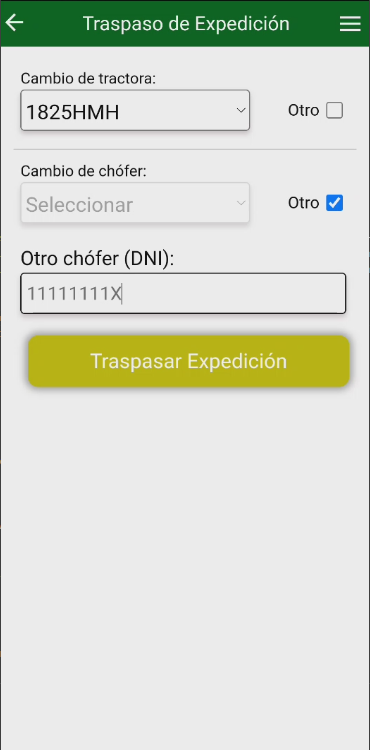 Traspaso de Expedición
Cambio de tractora:
1825HMH
Otro
Cambio de chófer:
Seleccionar
Otro
Otro chófer (DNI):
11111111X
Traspasar Expedición